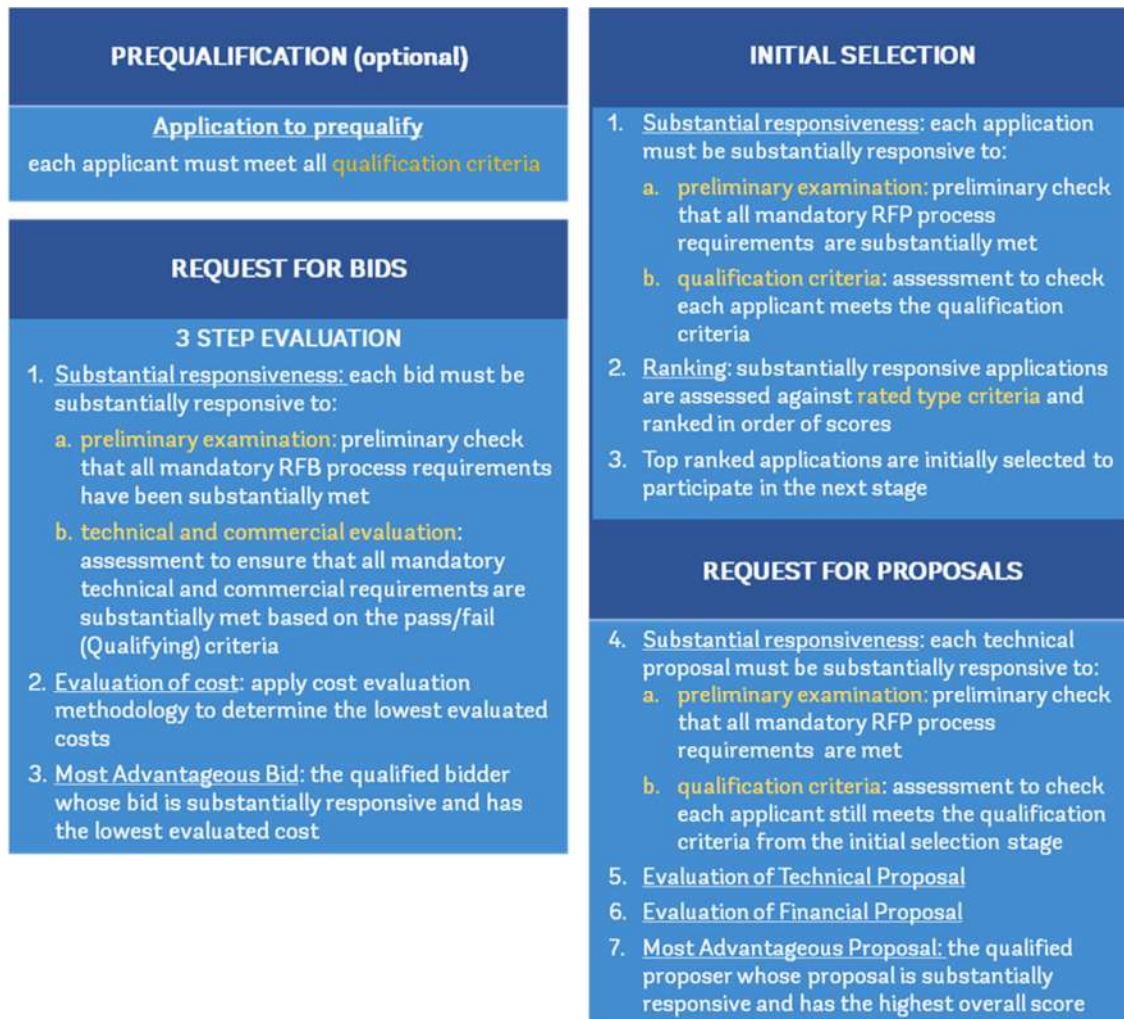 PREQUALIFICATION (optional)
Application to prequalify
each applicant must meet all qualification criteria
REQUEST FOR BIDS
3 STEP EVALUATION
1. Substantial responsiveness: each bid must be
substantially responsive to:
a. preliminary examination: preliminary check
that all mandatory RFB process requirements
have been substantially met
b. technical and commercial evaluation:
assessment to ensure that all mandatory
technical and commercial requirements are
substantially met based on the pass/fail
(Qualifying) criteria
2. Evaluation of cost: apply cost evaluation
methodology to determine the lowest evaluated
costs
3. Most Advantageous Bid: the qualified bidder
whose bid is substantially responsive and has
the lowest evaluated cost
INITIAL SELECTION
1. Substantial responsiveness: each application
must be substantially responsive to:
a. preliminary examination: preliminary check
that all mandatory RFP process
requirements are substantially met
b. qualification criteria: assessment to check
each applicant meets the qualification
criteria
2. Ranking: substantially responsive applications
are assessed against rated type criteria and
ranked in order of scores
3. Top ranked applications are initially selected to
participate in the next stage
REQUEST FOR PROPOSALS
4. Substantial responsiveness: each technical
proposal must be substantially responsive to:
a. preliminary examination: preliminary check
that all mandatory RFP process
requirements are met
b. qualification criteria: assessment to check
each applicant still meets the qualification
criteria from the initial selection stage
5. Evaluation of Technical Proposal
6. Evaluation of Financial Proposal
7. Most Advantageous Proposal: the qualified
proposer whose proposal is substantially
responsive and has the highest overall score